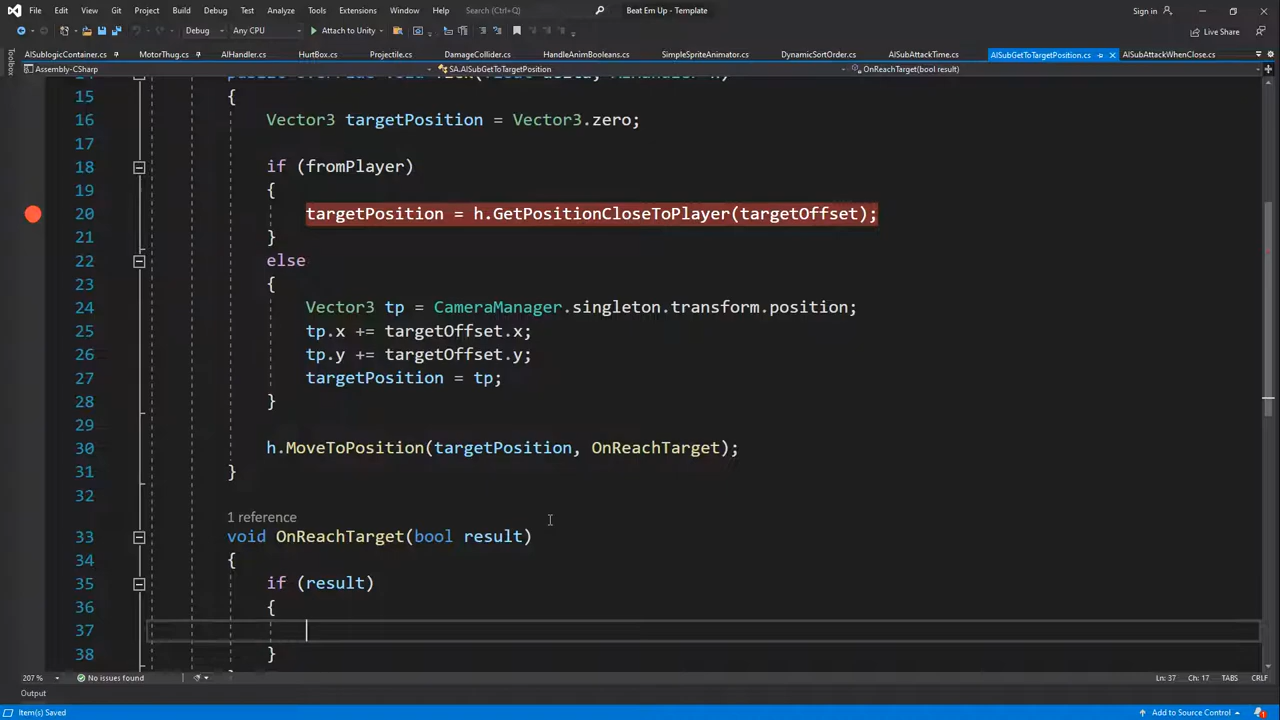 File Edit View Git Project Build Debug Test Analyze Tools Extensions Window Help Search (Ctrl+Q) Beat Em Up - Template Sign in
Debug Any CPU Attach to Unity Live Share
AISublogicContainer.cs MotorThug.cs AIHandler.cs HurtBox.cs Projectile.cs DamageCollider.cs HandleAnimBooleans.cs SimpleSpriteAnimator.cs DynamicSortOrder.cs AISubAttackTime.cs AISubGetToTargetPosition.cs AISubAttackWhenClose.cs
Toolbox
Assembly-CSharp SA.AISubGetToTargetPosition OnReachTarget(bool result)
15 {
16 Vector3 targetPosition = Vector3.zero;
17
18 if (fromPlayer)
19 {
20 targetPosition = h.GetPositionCloseToPlayer(targetOffset);
21 }
22 else
23 {
24 Vector3 tp = CameraManager.singleton.transform.position;
25 tp.x += targetOffset.x;
26 tp.y += targetOffset.y;
27 targetPosition = tp;
28 }
29
30 h.MoveToPosition(targetPosition, OnReachTarget);
31 }
32
1 reference
33 void OnReachTarget(bool result)
34 {
35 if (result)
36 {
37
38 }
207 % No issues found Ln: 37 Ch: 17 TABS CRLF
Output
Item(s) Saved Add to Source Control 1